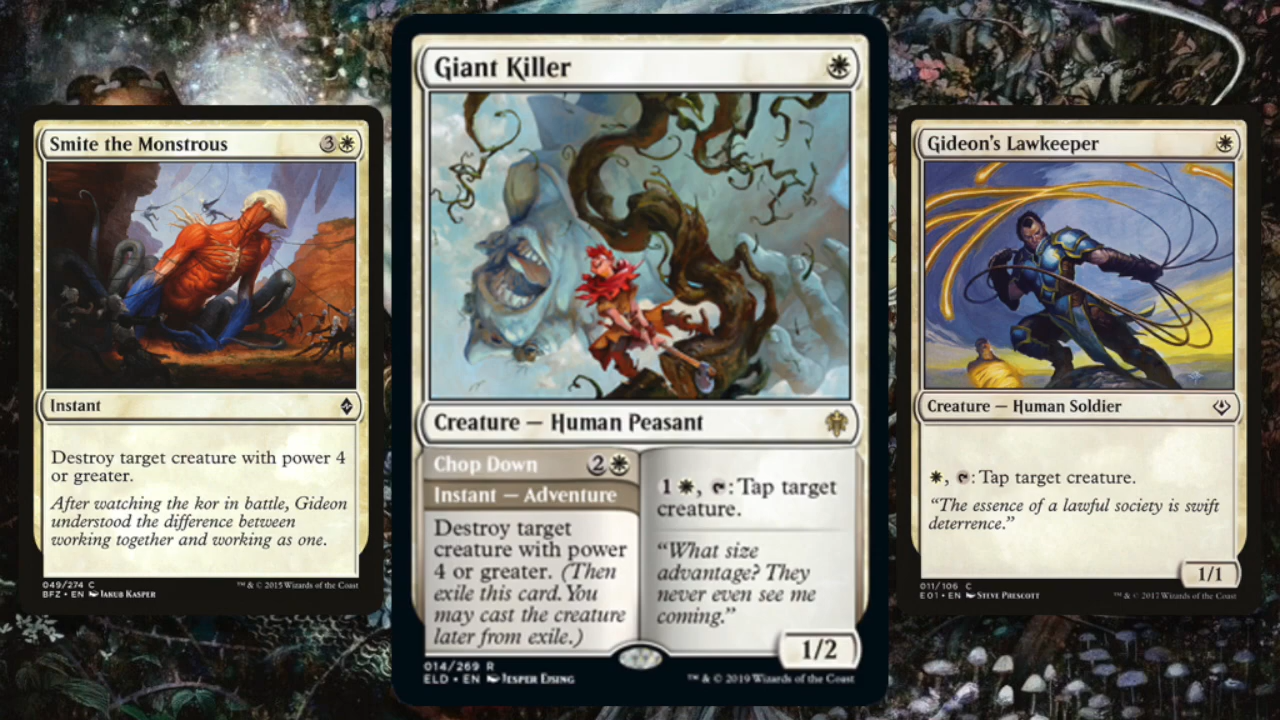 Smite the Monstrous 3
Instant
Destroy target creature with power 4
or greater.
After watching the kor in battle, Gideon
understood the difference between
working together and working as one.
049/274 C
BFZ • EN Jakub Kasper
™ & © 2015 Wizards of the Coast
Giant Killer
Creature — Human Peasant
Chop Down 2
Instant — Adventure
Destroy target
creature with power
4 or greater. (Then
exile this card. You
may cast the creature
later from exile.)
1 , : Tap target
creature.
“What size
advantage? They
never even see me
coming.”
1/2
014/269 R
ELD • EN Jesper Ejsing
™ & © 2019 Wizards of the Coast
Gideon's Lawkeeper
Creature — Human Soldier
, : Tap target creature.
“The essence of a lawful society is swift
deterrence.”
1/1
011/106 C
E01 • EN Steve Prescott
™ & © 2017 Wizards of the Coast